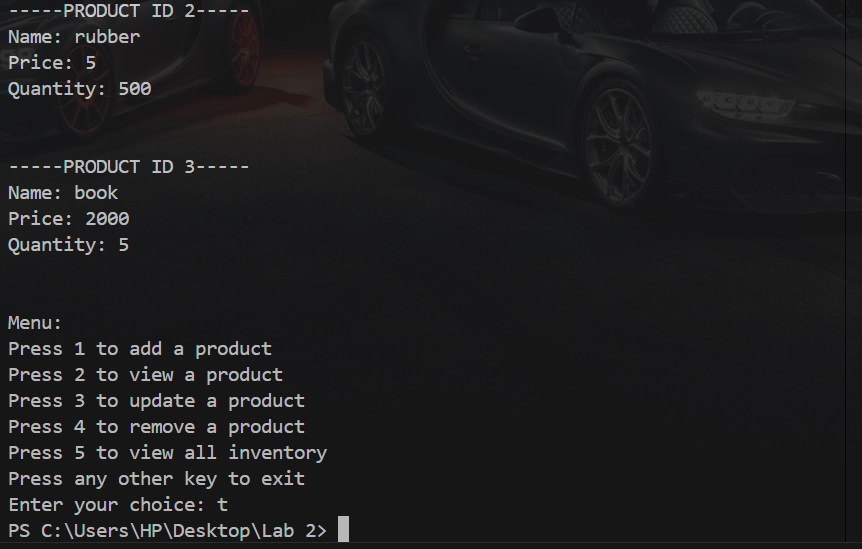 -----PRODUCT ID 2-----
Name: rubber
Price: 5
Quantity: 500
-----PRODUCT ID 3-----
Name: book
Price: 2000
Quantity: 5
Menu:
Press 1 to add a product
Press 2 to view a product
Press 3 to update a product
Press 4 to remove a product
Press 5 to view all inventory
Press any other key to exit
Enter your choice: t
PS C:\Users\HP\Desktop\Lab 2>